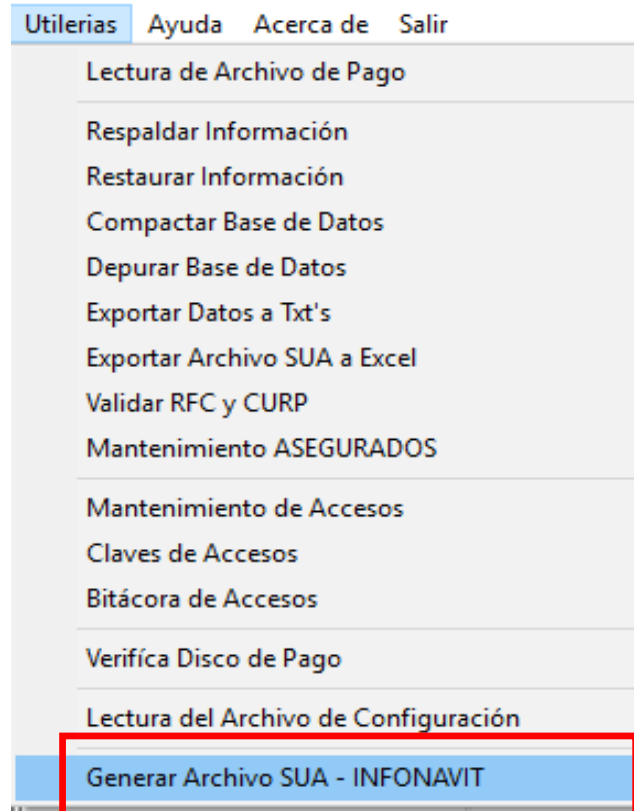 Utilerias Ayuda Acerca de Salir
Lectura de Archivo de Pago
Respaldar Información
Restaurar Información
Compactar Base de Datos
Depurar Base de Datos
Exportar Datos a Txt's
Exportar Archivo SUA a Excel
Validar RFC y CURP
Mantenimiento ASEGURADOS
Mantenimiento de Accesos
Claves de Accesos
Bitácora de Accesos
Verifíca Disco de Pago
Lectura del Archivo de Configuración
Generar Archivo SUA - INFONAVIT